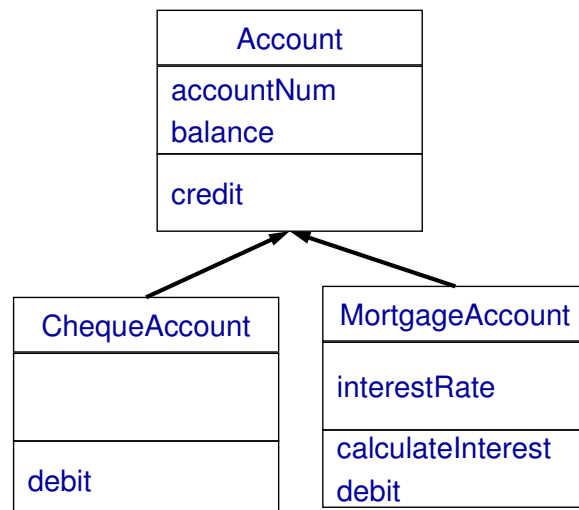 Account
accountNum
balance
credit
ChequeAccount
debit
MortgageAccount
interestRate
calculateInterest
debit